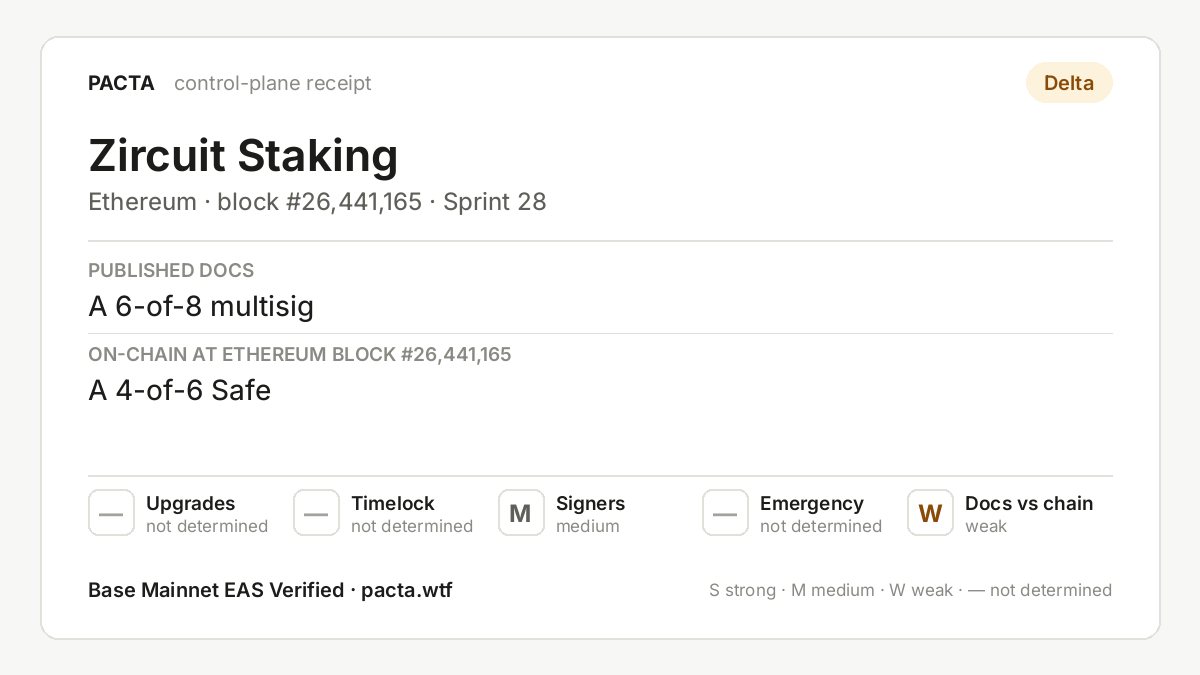 PACTA control-plane receipt Delta
Zircuit Staking
Ethereum · block #26,441,165 · Sprint 28
PUBLISHED DOCS
A 6-of-8 multisig
ON-CHAIN AT ETHEREUM BLOCK #26,441,165
A 4-of-6 Safe
— Upgrades
not determined
— Timelock
not determined
M Signers
medium
— Emergency
not determined
W Docs vs chain
weak
Base Mainnet EAS Verified · pacta.wtf
S strong · M medium · W weak · — not determined